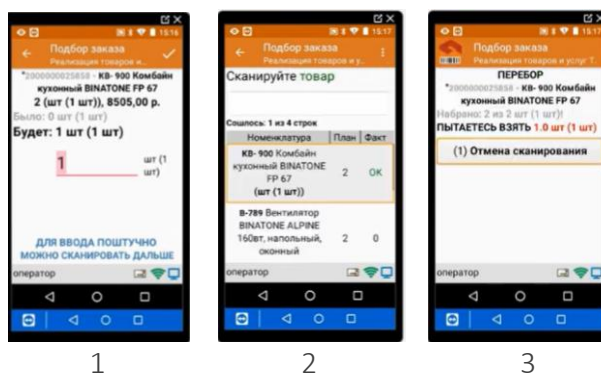 15:16
Подбор заказа
Реализация товаров и..
*2000000025858 - КВ- 900 Комбайн
кухонный BINATONE FP 67
2 (шт (1 шт)), 8505,00 р.
Было: 0 шт (1 шт)
Будет: 1 шт (1 шт)
1
шт (1
шт)
ДЛЯ ВВОДА ПОШТУЧНО
МОЖНО СКАНИРОВАТЬ ДАЛЬШЕ
оператор
1
15:17
Подбор заказа
Реализация товаров и у..
Сканируйте товар
Сошлось: 1 из 4 строк
Номенклатура План Факт
КВ- 900 Комбайн
кухонный BINATONE
FP 67
(шт (1 шт))
2
OK
В-789 Вентилятор
BINATONE ALPINE
160вт, напольный,
оконный
2
0
оператор
2
15:17
Подбор заказа
Реализация товаров и услуг Т.
ПЕРЕБОР
*2000000025858 - КВ- 900 Комбайн
кухонный BINATONE FP 67
Набрано: 2 из 2 шт (1 шт)!
ПЫТАЕТЕСЬ ВЗЯТЬ 1.0 шт (1 шт)
(1) Отмена сканирования
оператор
3